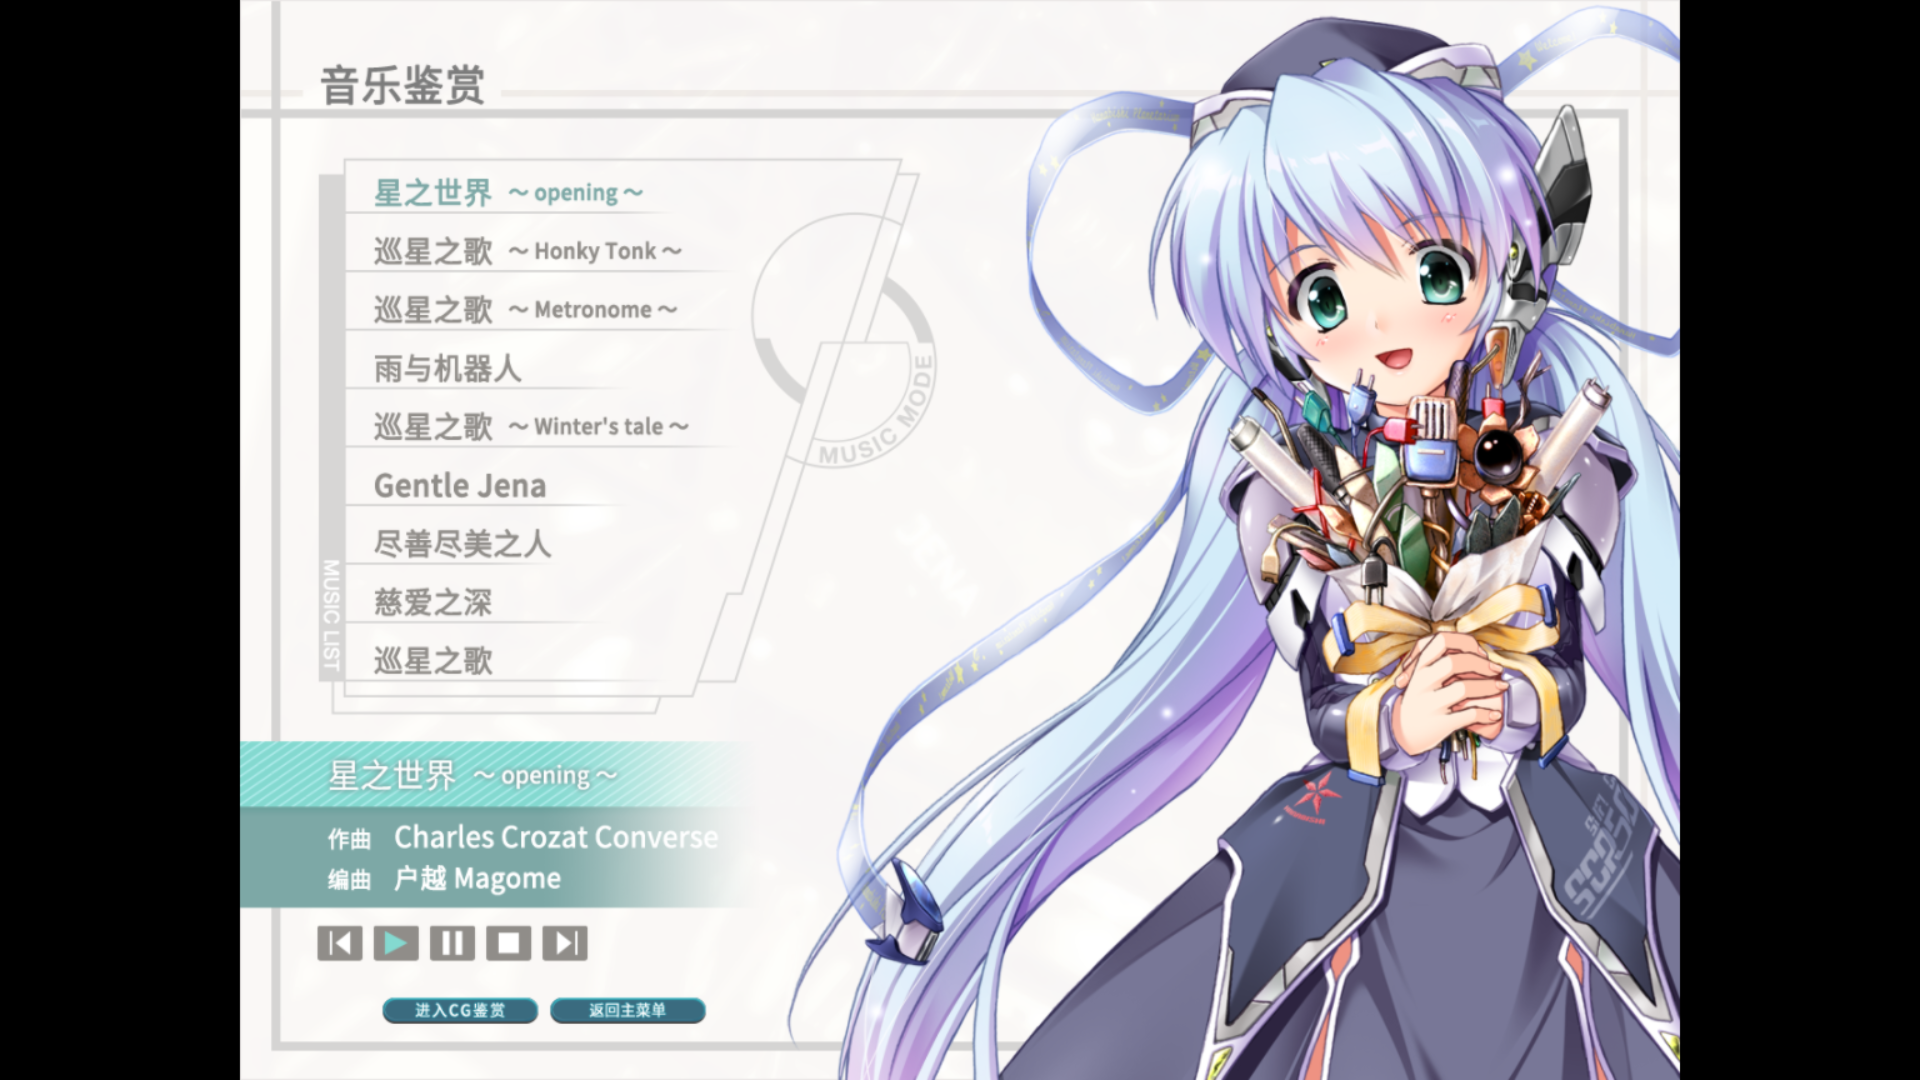 音乐鉴赏
星之世界 ～opening～
巡星之歌 ～Honky Tonk～
巡星之歌 ～Metronome～
雨与机器人
巡星之歌 ～Winter's tale～
Gentle Jena
尽善尽美之人
慈爱之深
巡星之歌
MUSIC LIST
MUSIC MODE
星之世界 ～opening～
作曲 Charles Crozat Converse
编曲 户越 Magome
进入CG鉴赏
返回主菜单